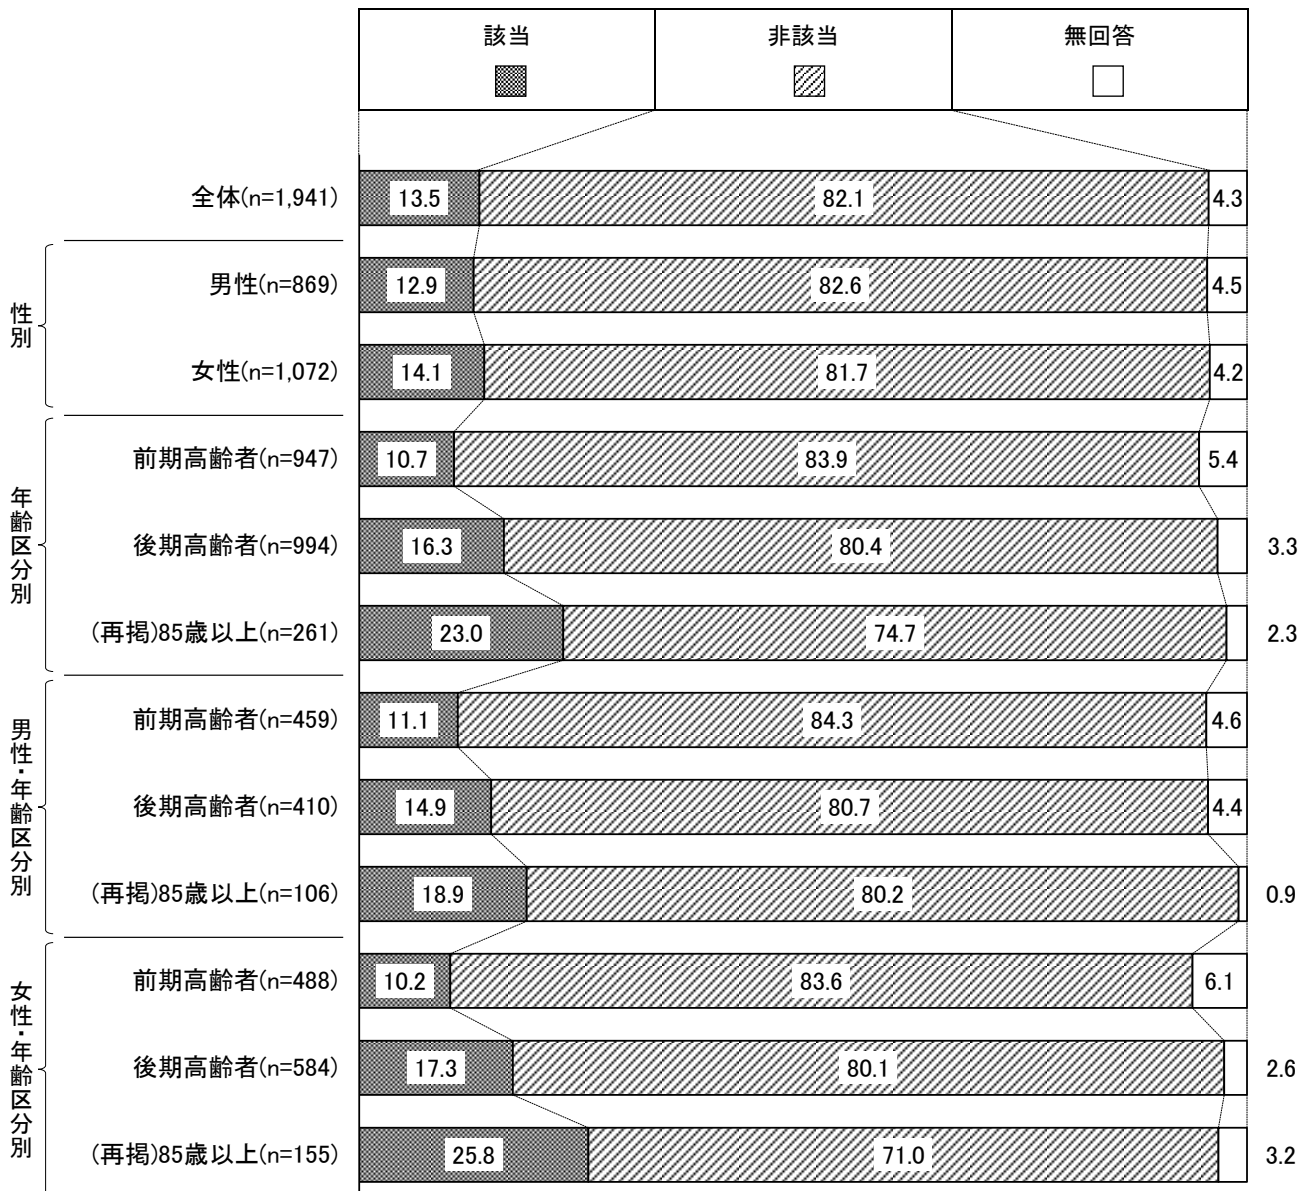 該当 非該当 無回答
全体(n=1,941) 13.5 82.1 4.3
性別
男性(n=869) 12.9 82.6 4.5
女性(n=1,072) 14.1 81.7 4.2
年齢区分別
前期高齢者(n=947) 10.7 83.9 5.4
後期高齢者(n=994) 16.3 80.4 3.3
(再掲)85歳以上(n=261) 23.0 74.7 2.3
男性・年齢区分別
前期高齢者(n=459) 11.1 84.3 4.6
後期高齢者(n=410) 14.9 80.7 4.4
(再掲)85歳以上(n=106) 18.9 80.2 0.9
女性・年齢区分別
前期高齢者(n=488) 10.2 83.6 6.1
後期高齢者(n=584) 17.3 80.1 2.6
(再掲)85歳以上(n=155) 25.8 71.0 3.2